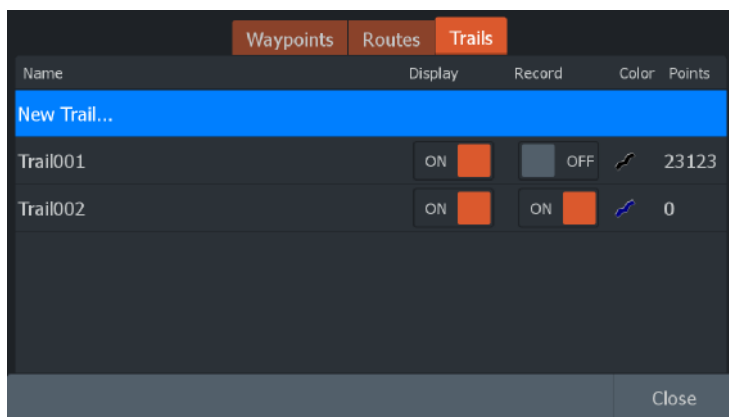 Waypoints Routes Trails
Name Display Record Color Points
New Trail...
Trail001 ON OFF 23123
Trail002 ON ON 0
Close